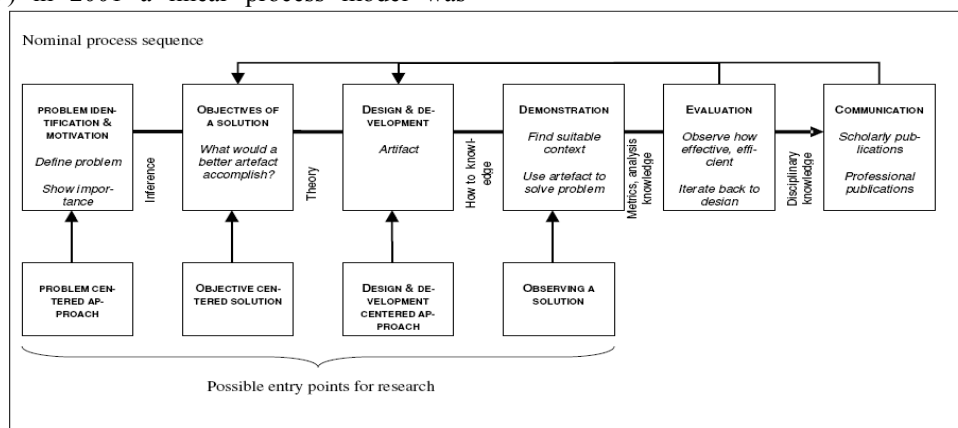 ) in 2001 a linear process model was
Nominal process sequence
PROBLEM IDEN-
TIFICATION &
MOTIVATION
Define problem
Show impor-
tance
Inference
OBJECTIVES OF
A SOLUTION
What would a
better artefact
accomplish?
Theory
DESIGN & DE-
VELOPMENT
Artifact
How to knowl-
edge
DEMONSTRATION
Find suitable
context
Use artefact to
solve problem
Metrics, analysis
knowledge
EVALUATION
Observe how
effective, effi-
cient
Iterate back to
design
Disciplinary
knowledge
COMMUNICATION
Scholarly pub-
lications
Professional
publications
PROBLEM CEN-
TERED AP-
PROACH
OBJECTIVE CEN-
TERED SOLUTION
DESIGN & DE-
VELOPMENT
CENTERED AP-
PROACH
OBSERVING A
SOLUTION
Possible entry points for research